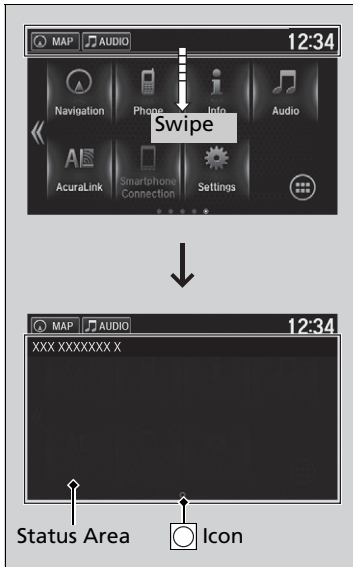 MAP AUDIO 12:34
Navigation Phone Info Audio
Swipe
AcuraLink Smartphone Connection Settings
MAP AUDIO 12:34
XXX XXXXXXX X
Status Area Icon